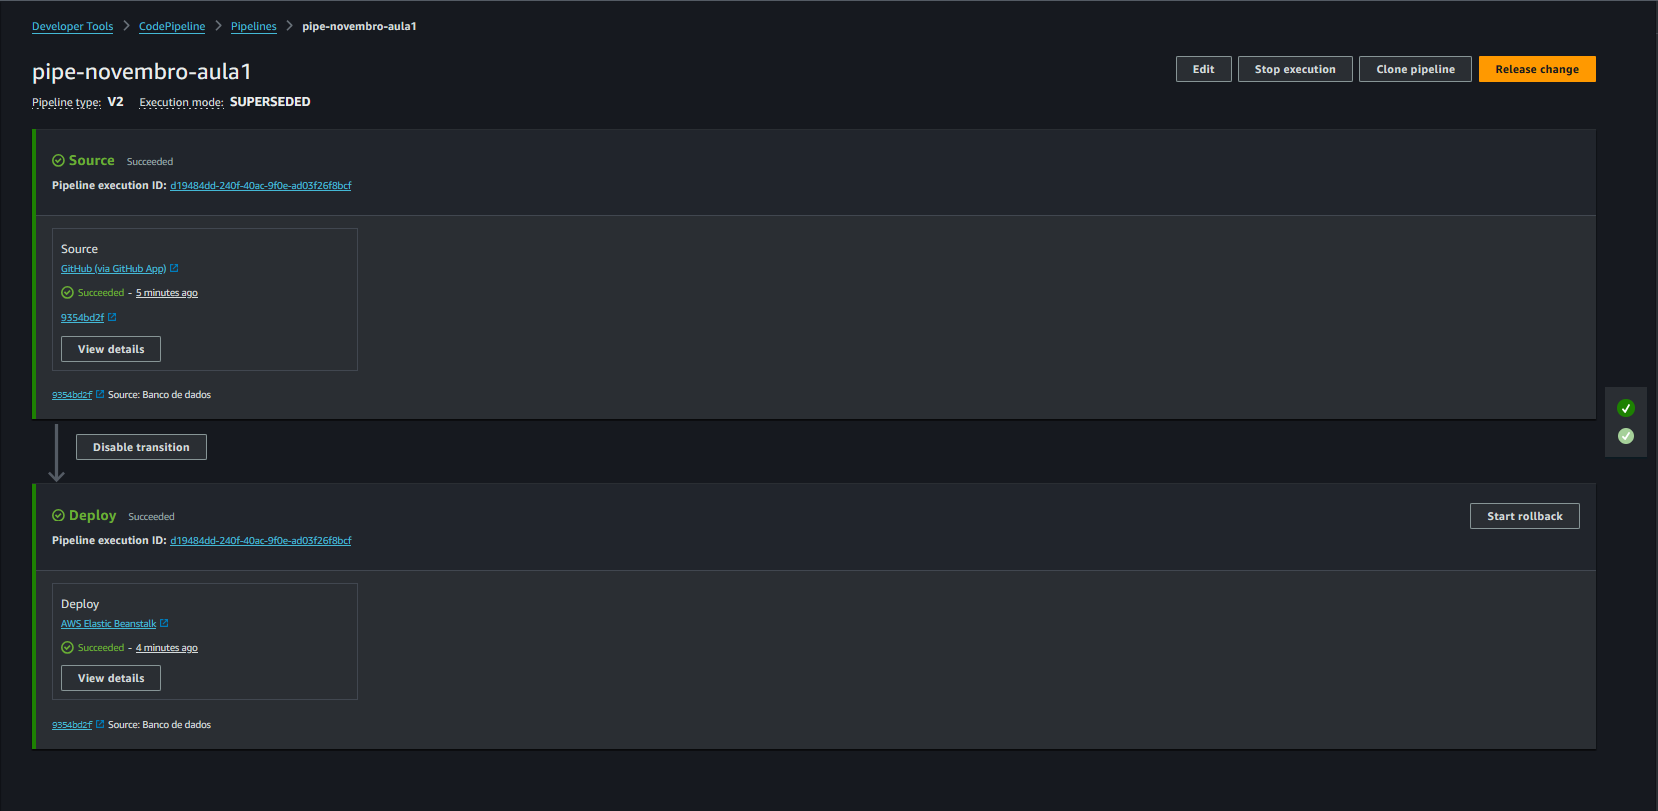 Developer Tools > CodePipeline > Pipelines > pipe-novembro-aula1
pipe-novembro-aula1
Edit
Stop execution
Clone pipeline
Release change
Pipeline type: V2 Execution mode: SUPERSEDED
Source Succeeded
Pipeline execution ID: d19484dd-240f-40ac-9f0e-ad03f26f8bcf
Source
GitHub (via GitHub App)
Succeeded - 5 minutes ago
9354bd2f
View details
9354bd2f Source: Banco de dados
Disable transition
Deploy Succeeded
Start rollback
Pipeline execution ID: d19484dd-240f-40ac-9f0e-ad03f26f8bcf
Deploy
AWS Elastic Beanstalk
Succeeded - 4 minutes ago
View details
9354bd2f Source: Banco de dados